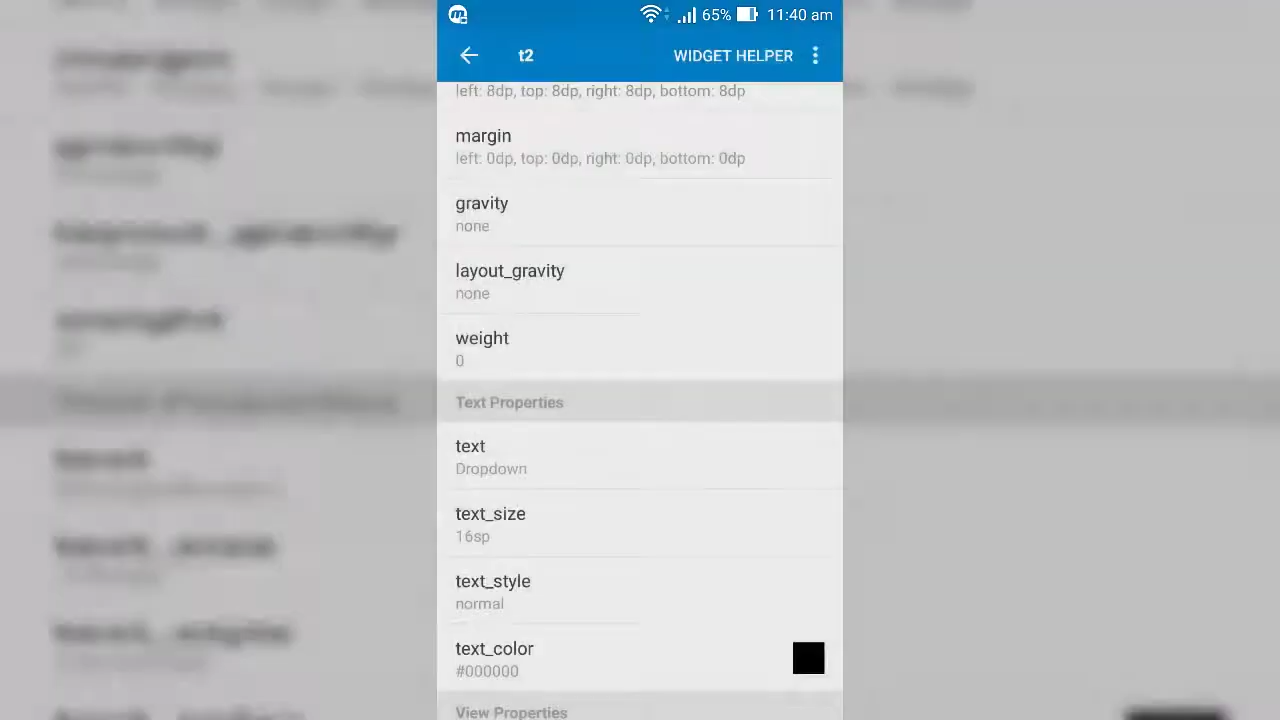 65% 11:40 am
t2 WIDGET HELPER
left: 8dp, top: 8dp, right: 8dp, bottom: 8dp
margin
left: 0dp, top: 0dp, right: 0dp, bottom: 0dp
gravity
none
layout_gravity
none
weight
0
Text Properties
text
Dropdown
text_size
16sp
text_style
normal
text_color
#000000
View Properties